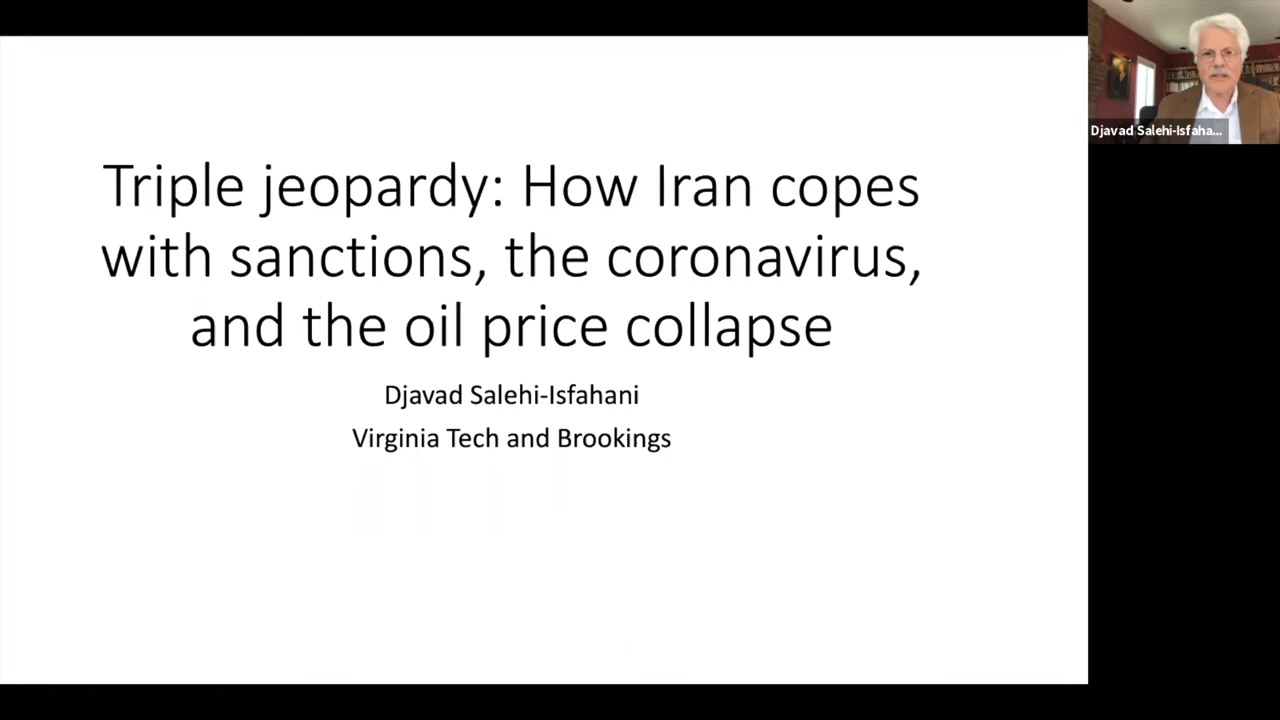 Triple jeopardy: How Iran copes
with sanctions, the coronavirus,
and the oil price collapse
Djavad Salehi-Isfahani
Virginia Tech and Brookings
Djavad Salehi-Isfaha...